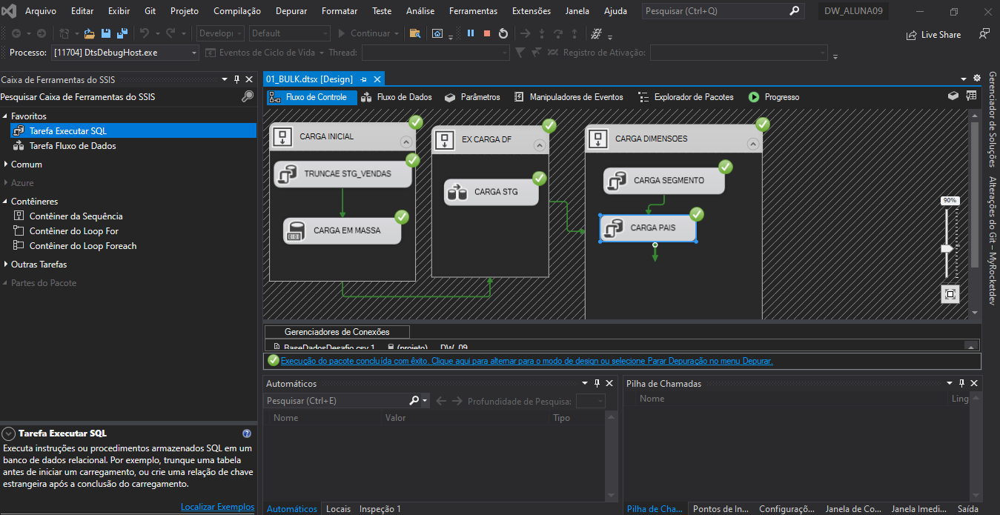 Arquivo Editar Exibir Git Projeto Compilação Depurar Formatar Teste Análise Ferramentas Extensões Janela Ajuda Pesquisar (Ctrl+Q) DW_ALUNA09
Develop Default Continuar Live Share
Processo: [11704] DtsDebugHost.exe Eventos de Ciclo de Vida Thread: Registro de Ativação:
Caixa de Ferramentas do SSIS
Pesquisar Caixa de Ferramentas do SSIS
Favoritos
Tarefa Executar SQL
Tarefa Fluxo de Dados
Comum
Azure
Contêineres
Contêiner da Sequência
Contêiner do Loop For
Contêiner do Loop Foreach
Outras Tarefas
Partes do Pacote
Tarefa Executar SQL
Executa instruções ou procedimentos armazenados SQL em um
banco de dados relacional. Por exemplo, trunque uma tabela
antes de iniciar um carregamento, ou crie uma relação de chave
estrangeira após a conclusão do carregamento.
Localizar Exemplos
01_BULK.dtsx [Design]
Fluxo de Controle Fluxo de Dados Parâmetros Manipuladores de Eventos Explorador de Pacotes Progresso
CARGA INICIAL
TRUNCAE STG_VENDAS
CARGA EM MASSA
EX CARGA DF
CARGA STG
CARGA DIMENSOES
CARGA SEGMENTO
CARGA PAIS
90%
Gerenciadores de Conexões
BaseDadosDesafio.csv 1 (projeto) DW_09
Execução do pacote concluída com êxito. Clique aqui para alternar para o modo de design ou selecione Parar Depuração no menu Depurar.
Automáticos
Pesquisar (Ctrl+E) Profundidade de Pesquisa:
Nome Valor Tipo
Automáticos Locais Inspeção 1
Pilha de Chamadas
Nome Ling
Pilha de Cha... Pontos de In... Configuraçõ... Janela de Co... Janela Imedi... Saída
Gerenciador de Soluções
Alterações do Git – MyRocketdev